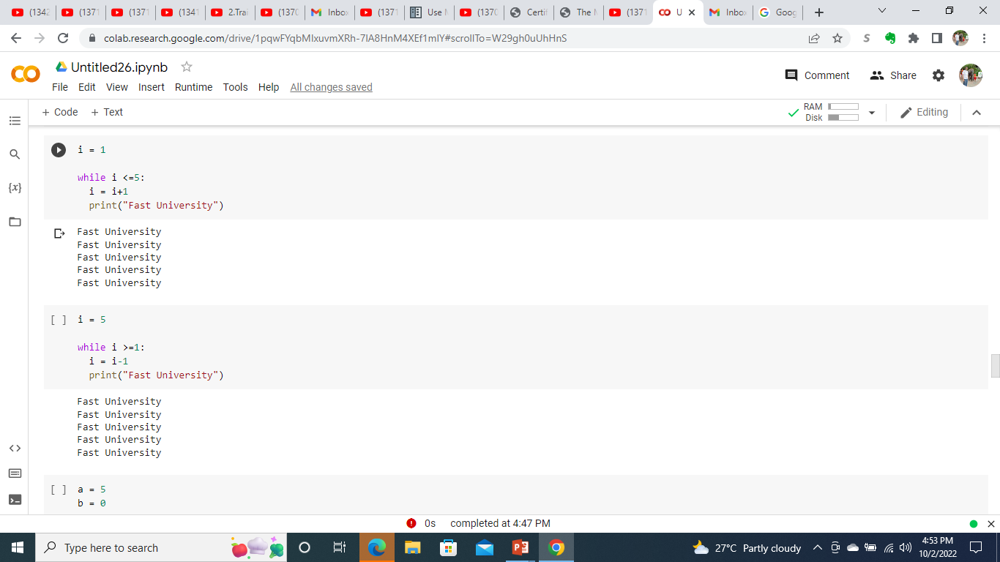 (1342
(1371
(1371
(1341
2.Trai
(1370
Inbox
(1371
Use
(1370
Certif
The
(1371
U
Inbox
Goog
colab.research.google.com/drive/1pqwFYqbMlxuvmXRh-7lA8HnM4XEf1mlY#scrollTo=W29gh0uUhHnS
Untitled26.ipynb
File Edit View Insert Runtime Tools Help All changes saved
Comment
Share
+ Code + Text
RAM
Disk
Editing
{x}
i = 1
while i <=5:
i = i+1
print("Fast University")
Fast University
Fast University
Fast University
Fast University
Fast University
[ ] i = 5
while i >=1:
i = i-1
print("Fast University")
Fast University
Fast University
Fast University
Fast University
Fast University
[ ] a = 5
b = 0
0s completed at 4:47 PM
Type here to search
27°C Partly cloudy
4:53 PM
10/2/2022